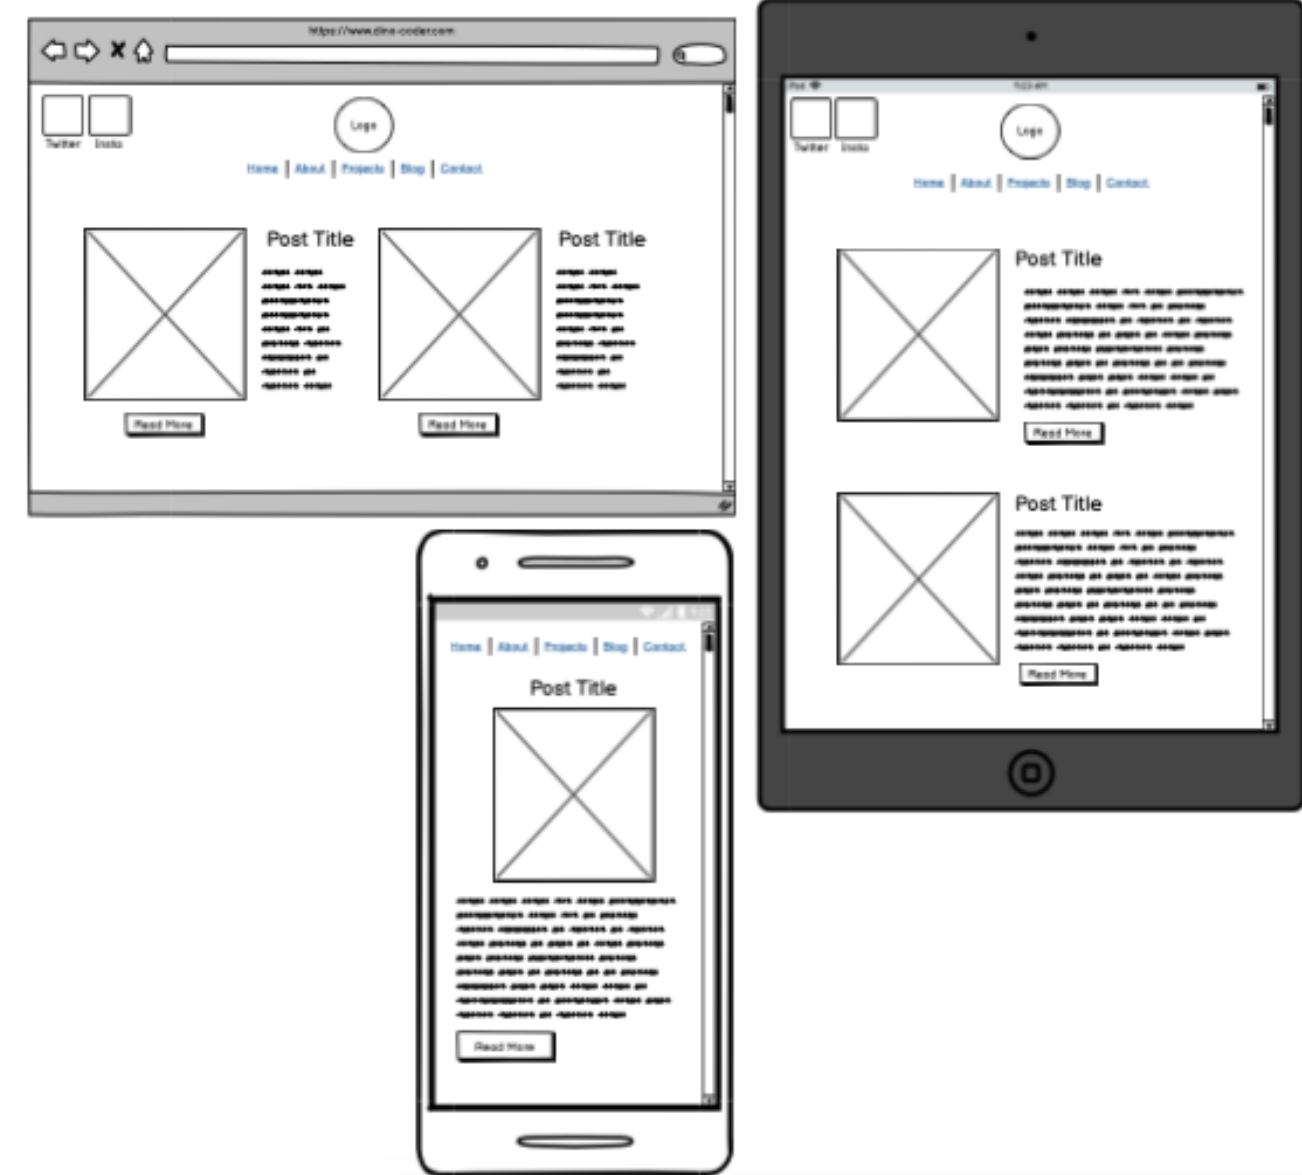 https://www.dino-coder.com
Logo
Twitter Insta
Home | About | Projects | Blog | Contact
Post Title
Read More
Post Title
Read More
iPad
Logo
Twitter Insta
Home | About | Projects | Blog | Contact
Post Title
Read More
Post Title
Read More
Home | About | Projects | Blog | Contact
Post Title
Read More